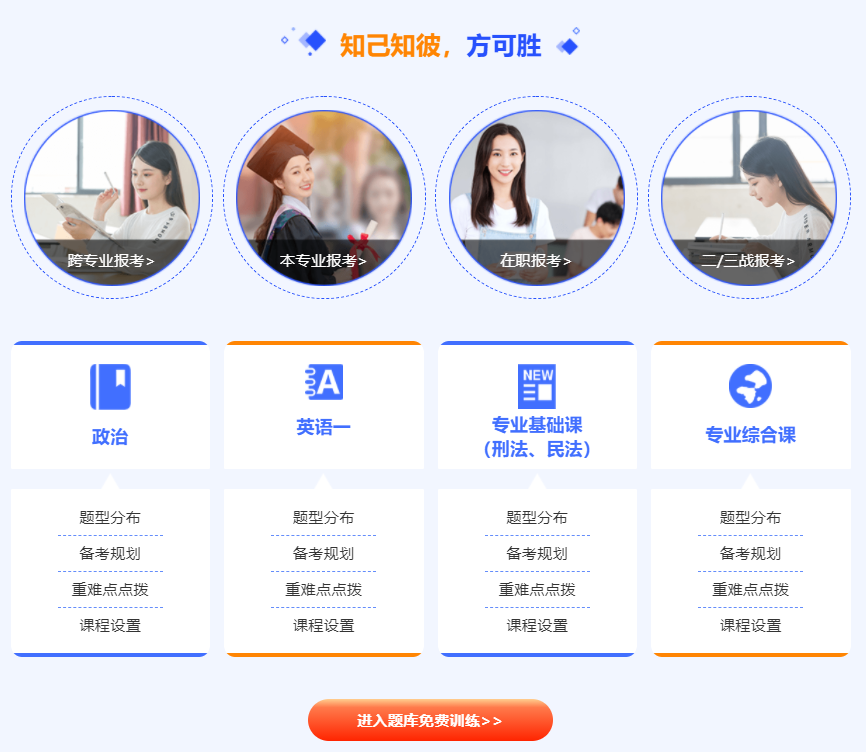 知己知彼，方可胜
跨专业报考>
本专业报考>
在职报考>
二/三战报考>
政治
A
英语一
NEW
专业基础课
（刑法、民法）
专业综合课
题型分布
备考规划
重难点点拨
课程设置
题型分布
备考规划
重难点点拨
课程设置
题型分布
备考规划
重难点点拨
课程设置
题型分布
备考规划
重难点点拨
课程设置
进入题库免费训练>>